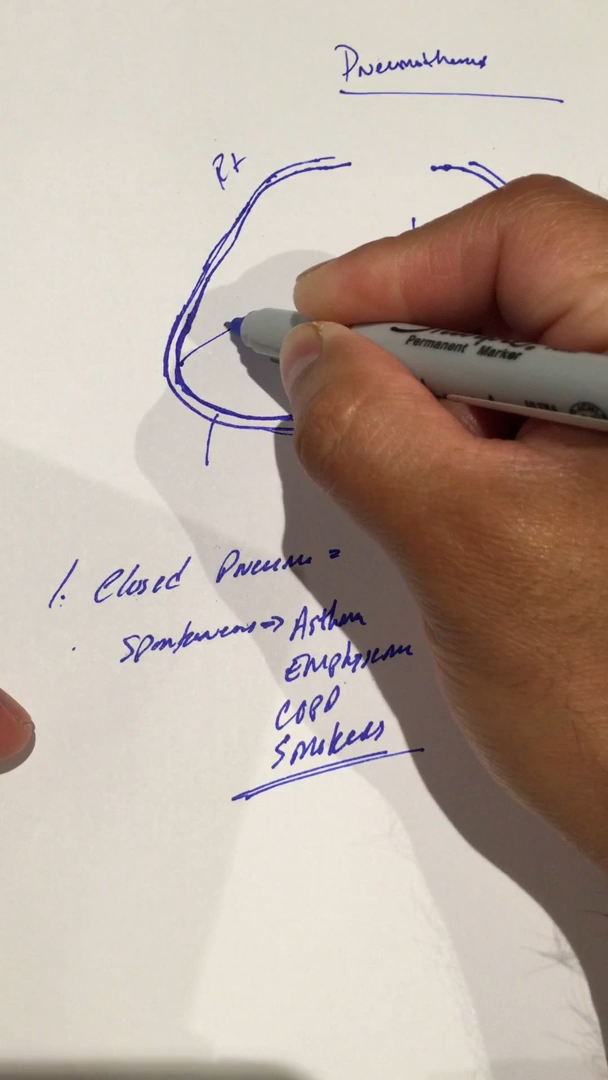 Pneumothorax
Rt
Permanent Marker
1. Closed Pneum =
Spontaneous => Asthma
Emphysema
COPD
Smokers